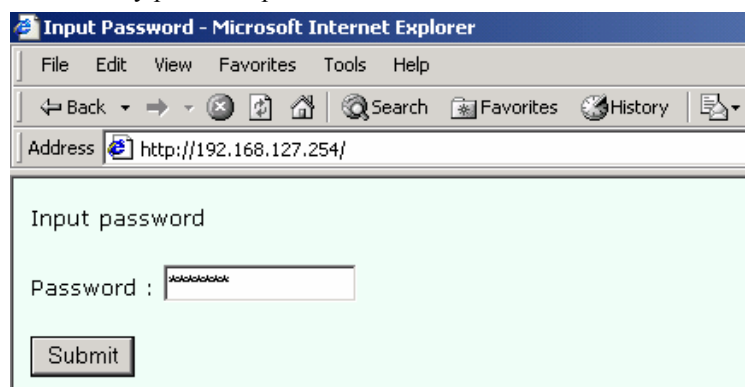 Input Password - Microsoft Internet Explorer
File Edit View Favorites Tools Help
Back Search Favorites History
Address http://192.168.127.254/
Input password
Password : ********
Submit